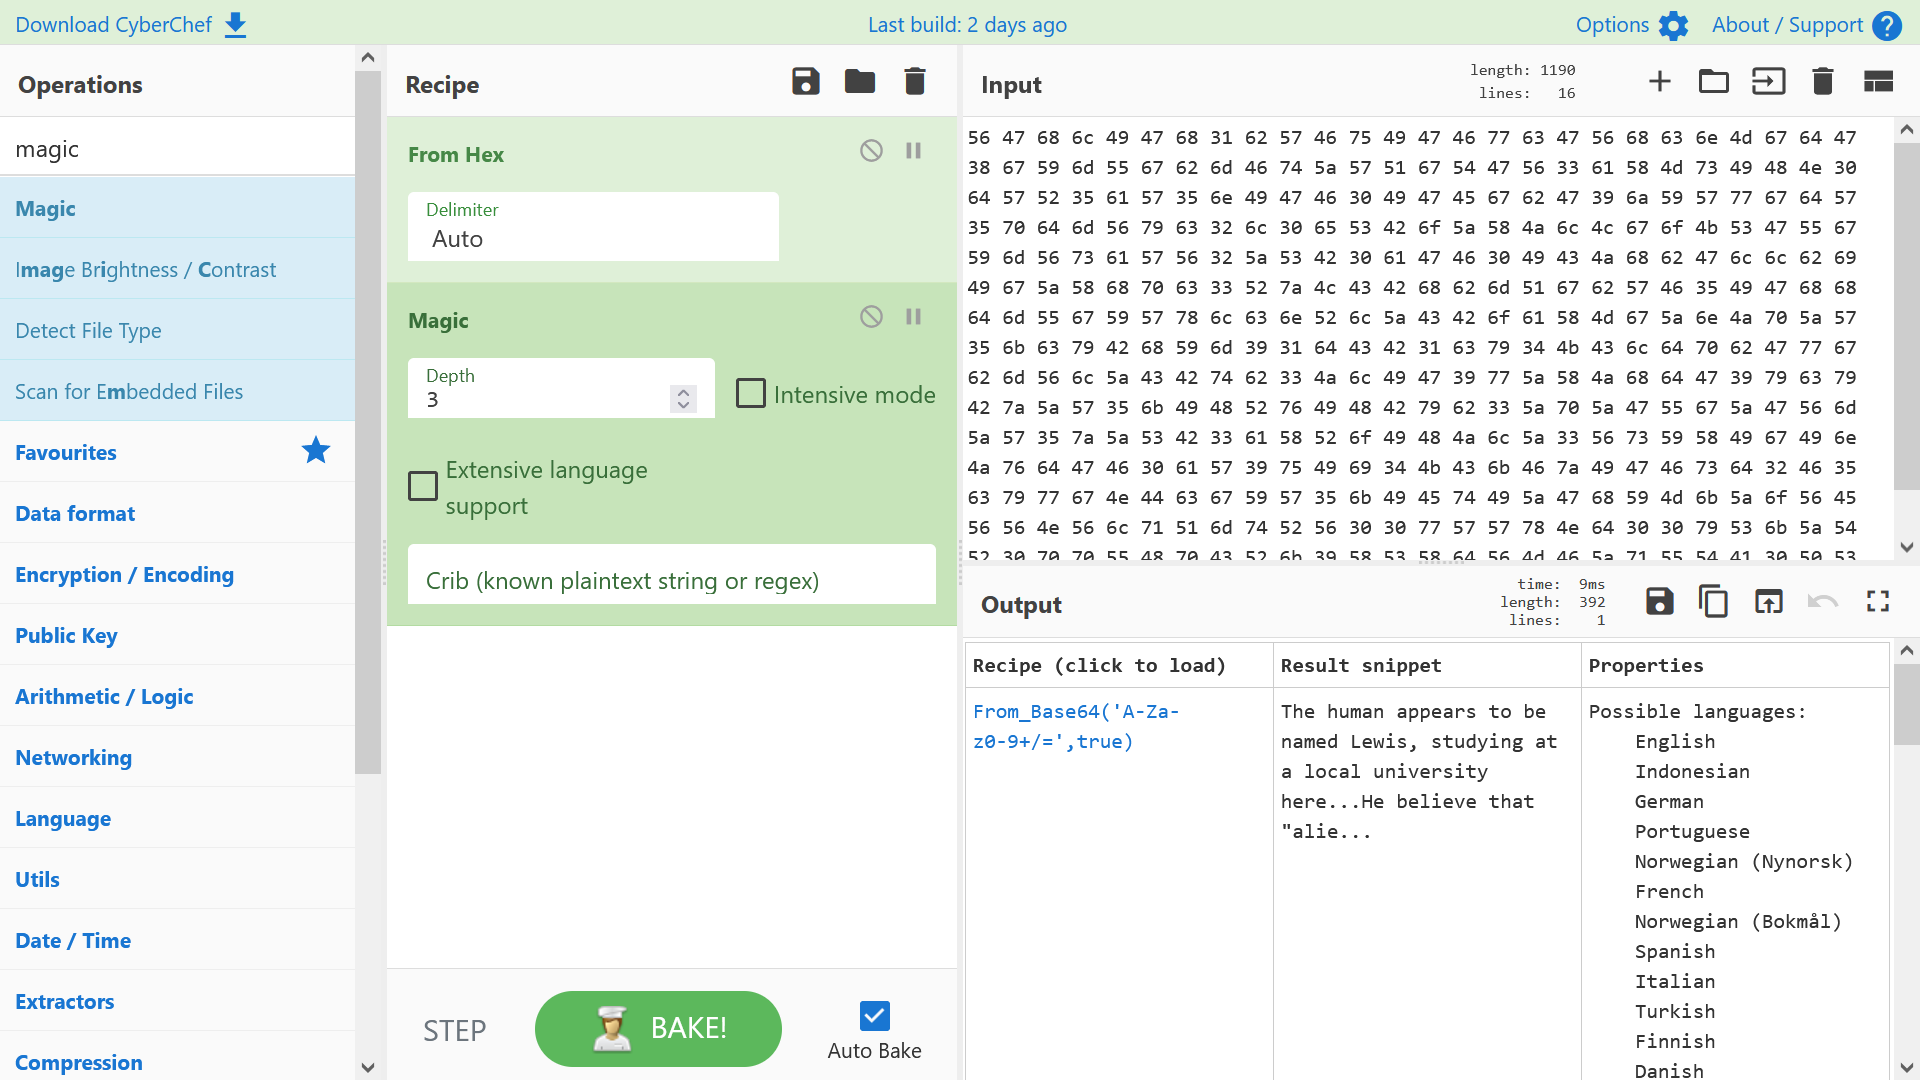 Download CyberChef
Last build: 2 days ago
Options
About / Support
Operations
magic
Magic
Image Brightness / Contrast
Detect File Type
Scan for Embedded Files
Favourites
Data format
Encryption / Encoding
Public Key
Arithmetic / Logic
Networking
Language
Utils
Date / Time
Extractors
Compression
Recipe
From Hex
Delimiter
Auto
Magic
Depth
3
Intensive mode
Extensive language
support
Crib (known plaintext string or regex)
STEP
BAKE!
Auto Bake
Input
length: 1190
lines: 16
56 47 68 6c 49 47 68 31 62 57 46 75 49 47 46 77 63 47 56 68 63 6e 4d 67 64 47
38 67 59 6d 55 67 62 6d 46 74 5a 57 51 67 54 47 56 33 61 58 4d 73 49 48 4e 30
64 57 52 35 61 57 35 6e 49 47 46 30 49 47 45 67 62 47 39 6a 59 57 77 67 64 57
35 70 64 6d 56 79 63 32 6c 30 65 53 42 6f 5a 58 4a 6c 4c 67 6f 4b 53 47 55 67
59 6d 56 73 61 57 56 32 5a 53 42 30 61 47 46 30 49 43 4a 68 62 47 6c 6c 62 69
49 67 5a 58 68 70 63 33 52 7a 4c 43 42 68 62 6d 51 67 62 57 46 35 49 47 68 68
64 6d 55 67 59 57 78 6c 63 6e 52 6c 5a 43 42 6f 61 58 4d 67 5a 6e 4a 70 5a 57
35 6b 63 79 42 68 59 6d 39 31 64 43 42 31 63 79 34 4b 43 6c 64 70 62 47 77 67
62 6d 56 6c 5a 43 42 74 62 33 4a 6c 49 47 39 77 5a 58 4a 68 64 47 39 79 63 79
42 7a 5a 57 35 6b 49 48 52 76 49 48 42 79 62 33 5a 70 5a 47 55 67 5a 47 56 6d
5a 57 35 7a 5a 53 42 33 61 58 52 6f 49 48 4a 6c 5a 33 56 73 59 58 49 67 49 6e
4a 76 64 47 46 30 61 57 39 75 49 69 34 4b 43 6b 46 7a 49 47 46 73 64 32 46 35
63 79 77 67 4e 44 63 67 59 57 35 6b 49 45 74 49 5a 47 68 59 4d 6b 5a 6f 56 45
56 56 4e 56 6c 71 51 6d 74 52 56 30 30 77 57 57 78 4e 64 30 30 79 53 6b 5a 54
52 30 70 70 55 48 70 43 52 6b 39 58 53 58 64 56 4d 46 5a 71 55 54 41 30 50 53
Output
time: 9ms
length: 392
lines: 1
Recipe (click to load)
Result snippet
Properties
From_Base64('A-Za-
z0-9+/=',true)
The human appears to be
named Lewis, studying at
a local university
here...He believe that
"alie...
Possible languages:
English
Indonesian
German
Portuguese
Norwegian (Nynorsk)
French
Norwegian (Bokmål)
Spanish
Italian
Turkish
Finnish
Danish